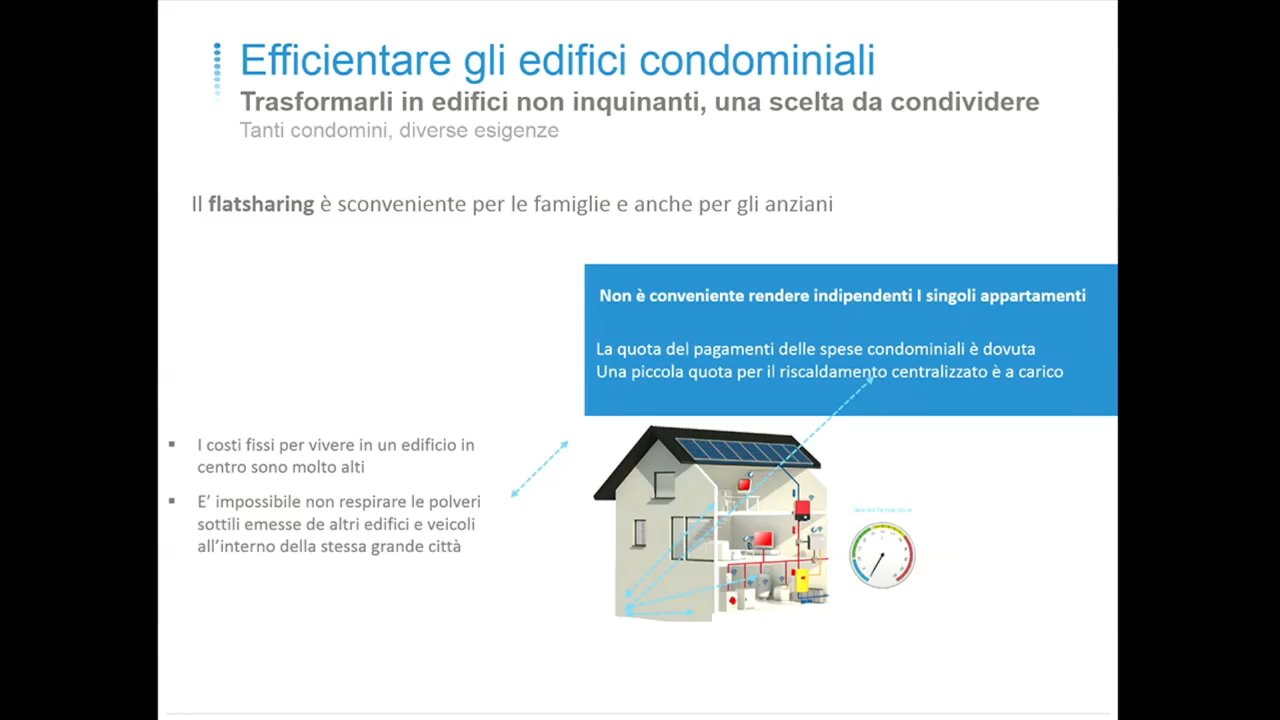 Efficientare gli edifici condominiali
Trasformarli in edifici non inquinanti, una scelta da condividere
Tanti condomini, diverse esigenze
Il flatsharing è sconveniente per le famiglie e anche per gli anziani
Non è conveniente rendere indipendenti I singoli appartamenti
La quota del pagamenti delle spese condominiali è dovuta
Una piccola quota per il riscaldamento centralizzato è a carico
▪ I costi fissi per vivere in un edificio in
centro sono molto alti
▪ E’ impossibile non respirare le polveri
sottili emesse de altri edifici e veicoli
all’interno della stessa grande città